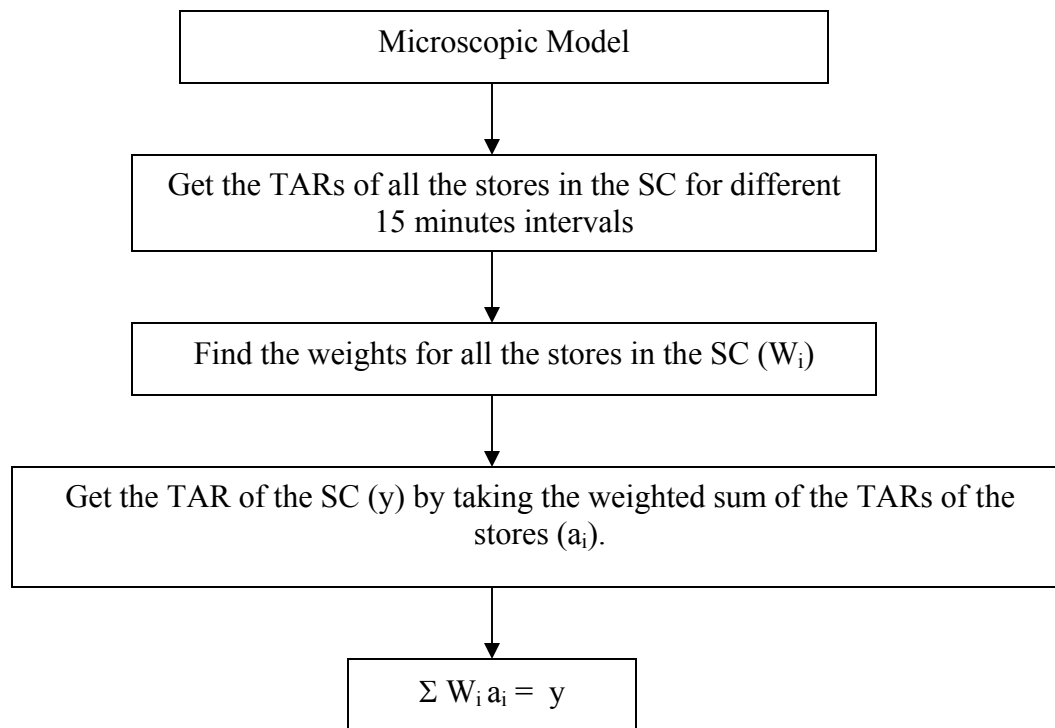 Microscopic Model
Get the TARs of all the stores in the SC for different
15 minutes intervals
Find the weights for all the stores in the SC (Wᵢ)
Get the TAR of the SC (y) by taking the weighted sum of the TARs of the
stores (aᵢ).
Σ Wᵢ aᵢ = y